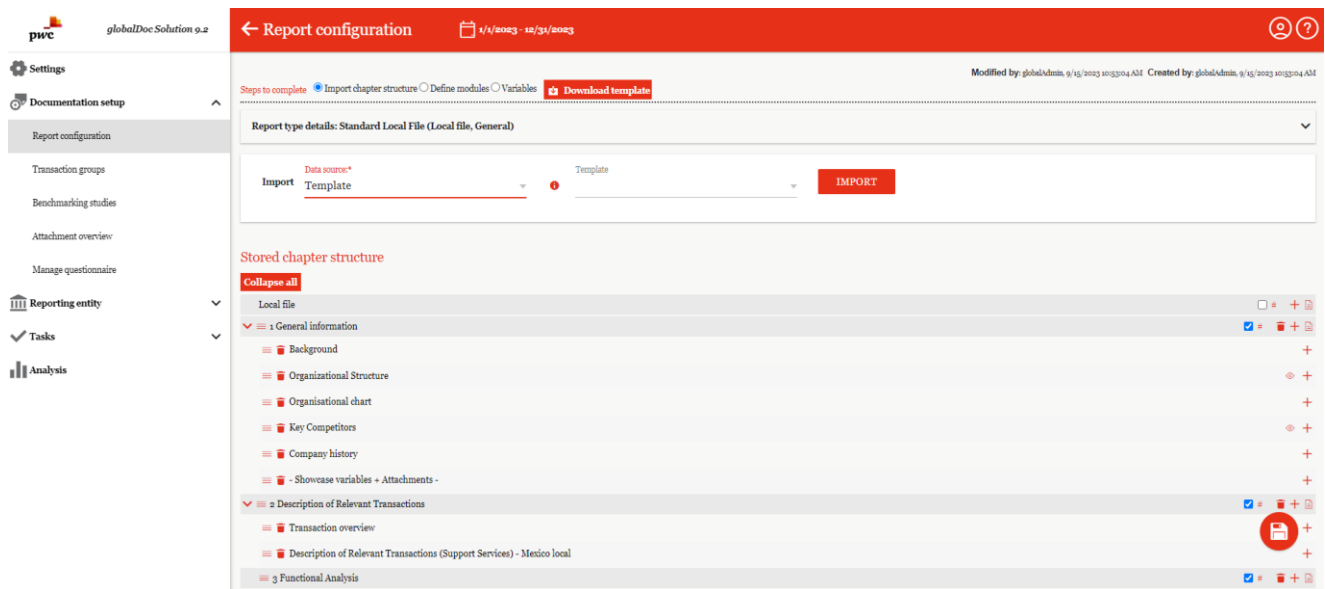 pwc
globalDoc Solution 9.2
Report configuration
1/1/2023 - 12/31/2023
Settings
Documentation setup
Report configuration
Transaction groups
Benchmarking studies
Attachment overview
Manage questionnaire
Reporting entity
Tasks
Analysis
Modified by: globalAdmin, 9/15/2023 10:53:04 AM Created by: globalAdmin, 9/15/2023 10:53:04 AM
Steps to complete Import chapter structure Define modules Variables Download template
Report type details: Standard Local File (Local file, General)
Data source:* Template
Import Template IMPORT
Stored chapter structure
Collapse all
Local file #
1 General information #
Background
Organizational Structure
Organisational chart
Key Competitors
Company history
- Showcase variables + Attachments -
2 Description of Relevant Transactions #
Transaction overview
Description of Relevant Transactions (Support Services) - Mexico local
3 Functional Analysis #